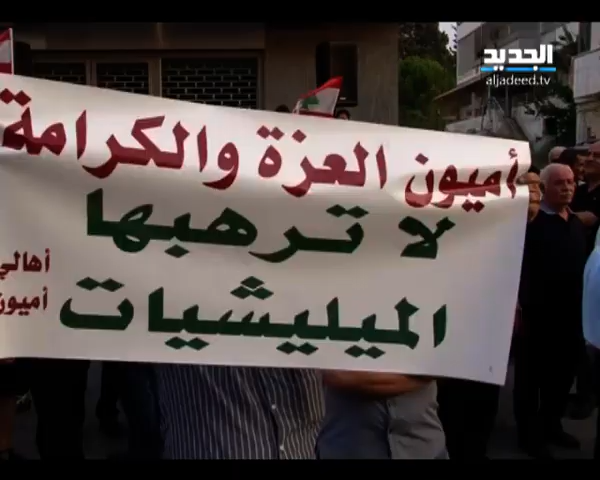 الجديد
aljadeed.tv
أميون العزة والكرامة
لا ترهبها
الميليشيات
أهالي
أميون